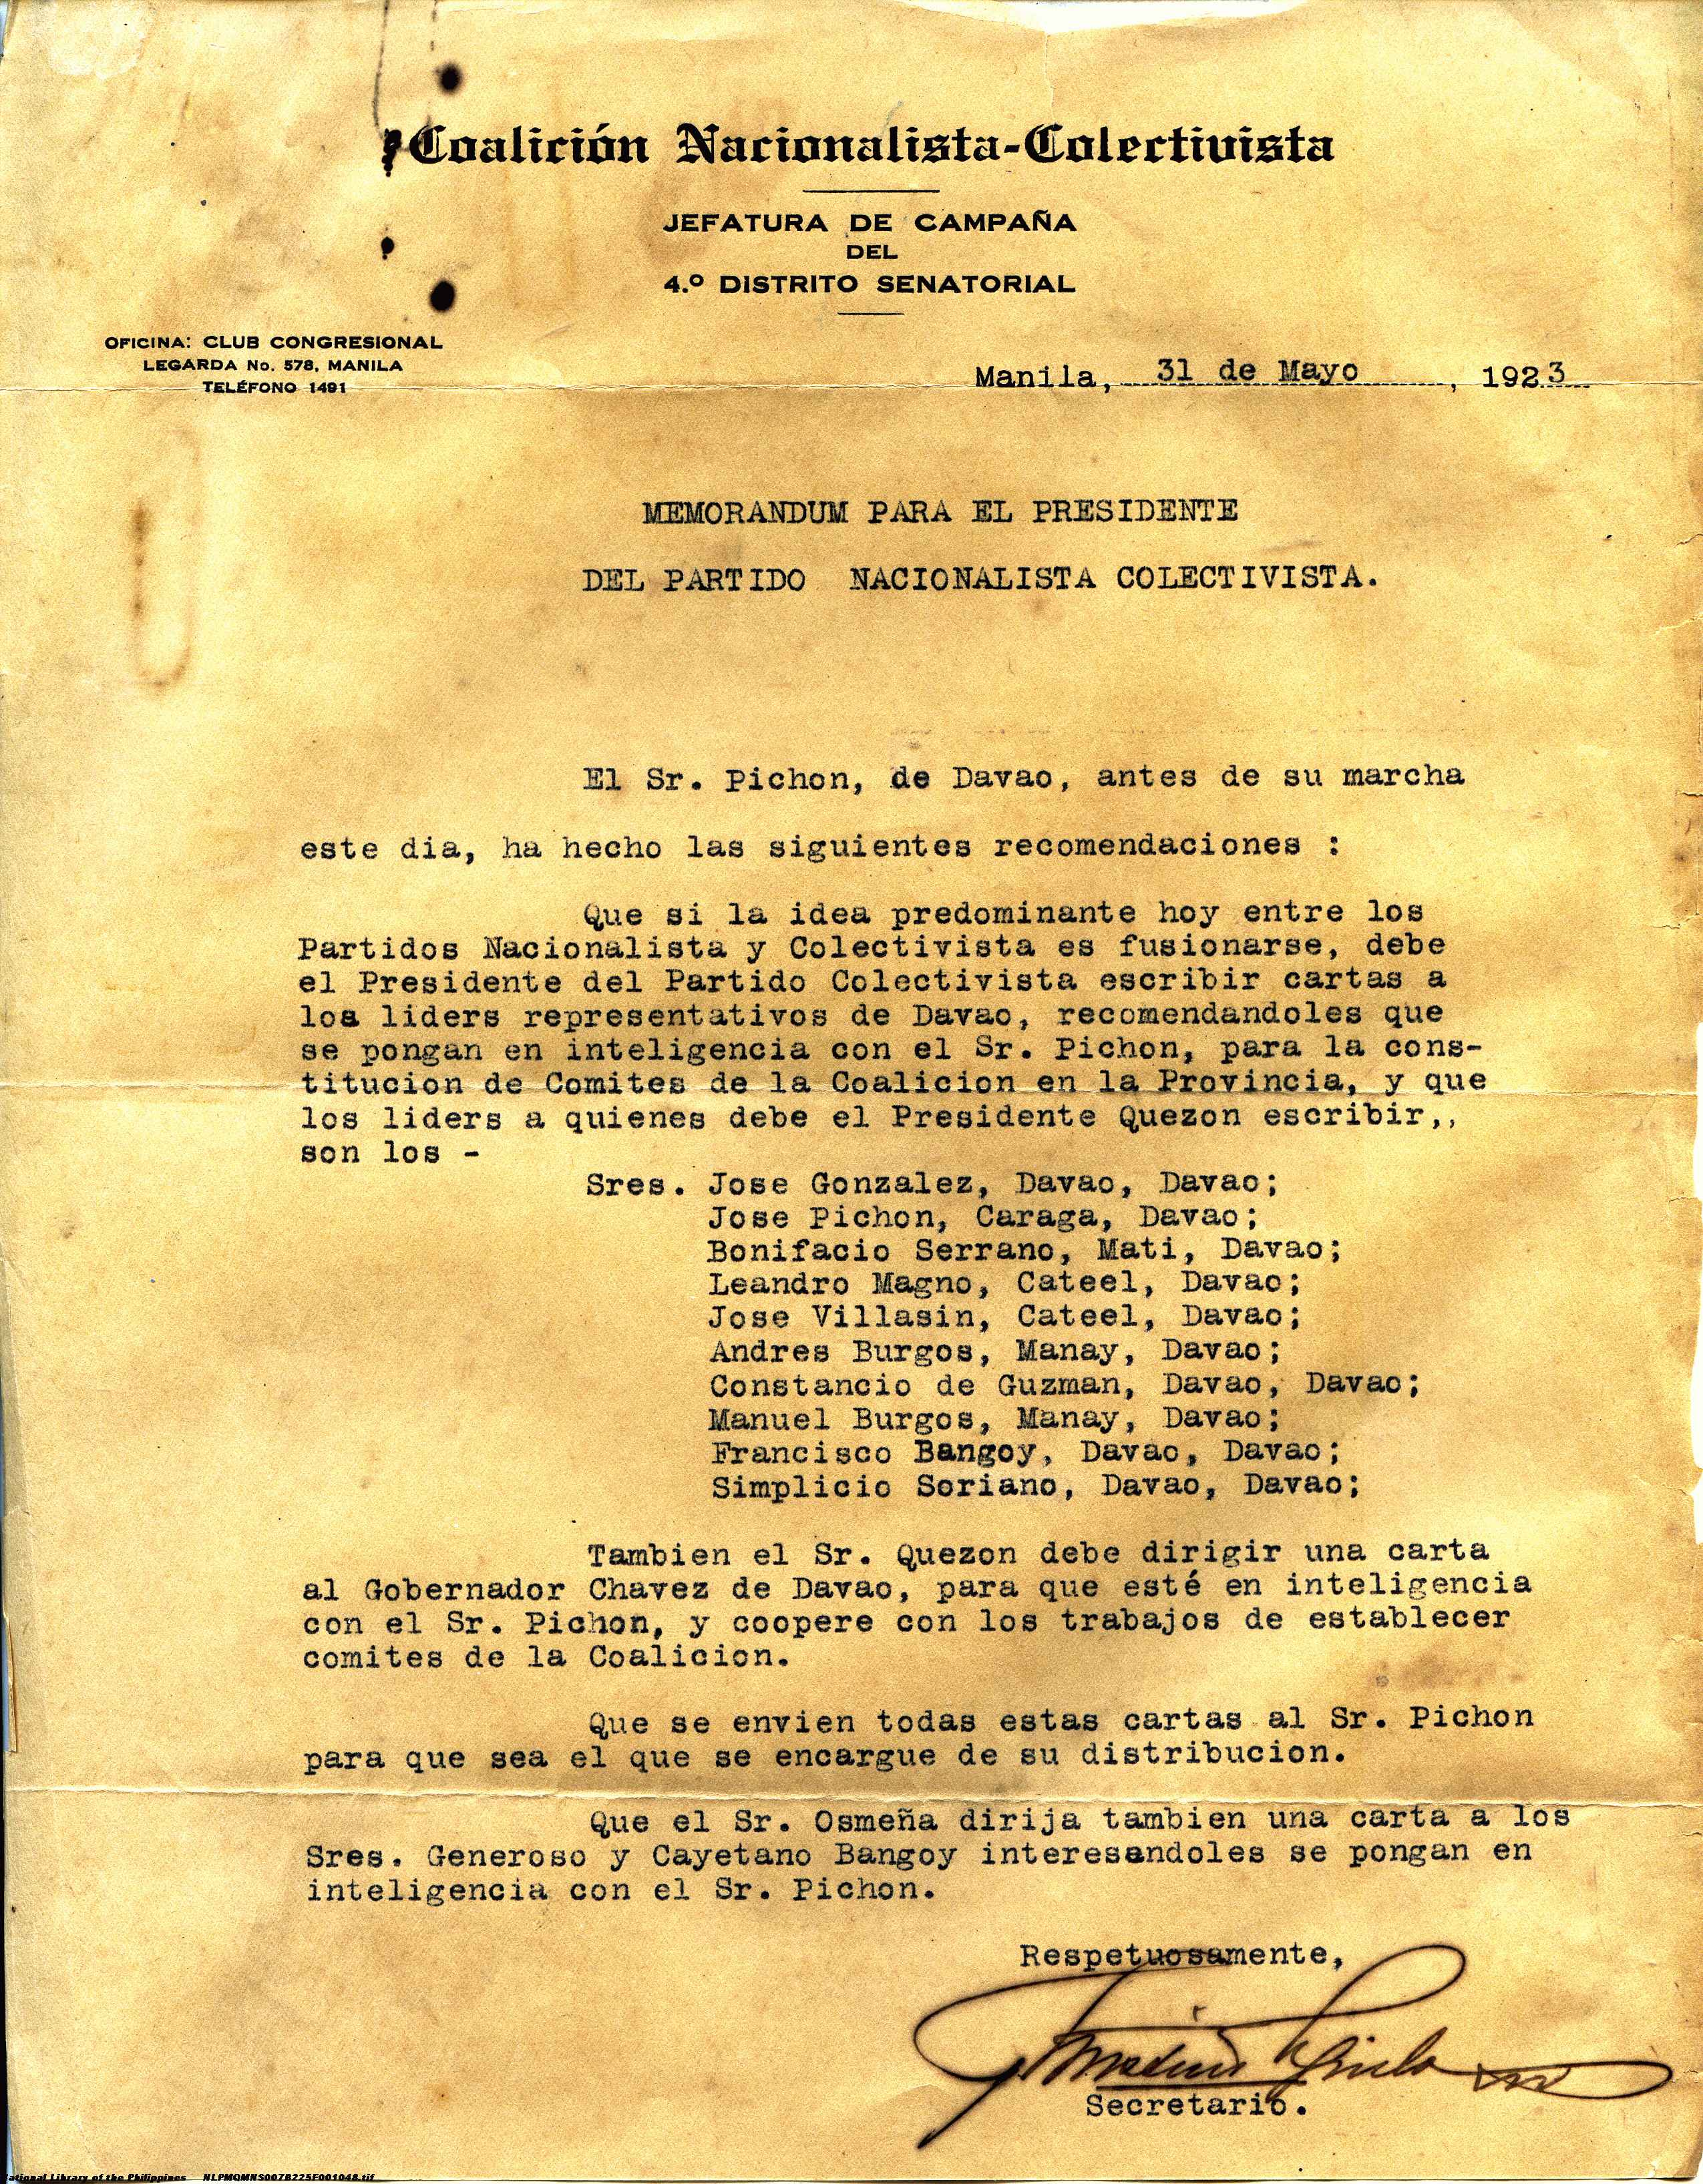 Coalición Nacionalista-Colectivista
JEFATURA DE CAMPAÑA
DEL
4.º DISTRITO SENATORIAL
OFICINA: CLUB CONGRESIONAL
LEGARDA No. 578, MANILA
TELÉFONO 1491
Manila, 31 de Mayo, 1923
MEMORANDUM PARA EL PRESIDENTE
DEL PARTIDO NACIONALISTA COLECTIVISTA.
El Sr. Pichon, de Davao, antes de su marcha
este dia, ha hecho las siguientes recomendaciones :
Que si la idea predominante hoy entre los
Partidos Nacionalista y Colectivista es fusionarse, debe
el Presidente del Partido Colectivista escribir cartas a
los liders representativos de Davao, recomendandoles que
se pongan en inteligencia con el Sr. Pichon, para la cons-
titucion de Comites de la Coalicion en la Provincia, y que
los liders a quienes debe el Presidente Quezon escribir,,
son los -
Sres. Jose Gonzalez, Davao, Davao;
Jose Pichon, Caraga, Davao;
Bonifacio Serrano, Mati, Davao;
Leandro Magno, Cateel, Davao;
Jose Villasin, Cateel, Davao;
Andres Burgos, Manay, Davao;
Constancio de Guzman, Davao, Davao;
Manuel Burgos, Manay, Davao;
Francisco Bangoy, Davao, Davao;
Simplicio Soriano, Davao, Davao;
Tambien el Sr. Quezon debe dirigir una carta
al Gobernador Chavez de Davao, para que esté en inteligencia
con el Sr. Pichon, y coopere con los trabajos de establecer
comites de la Coalicion.
Que se envien todas estas cartas al Sr. Pichon
para que sea el que se encargue de su distribucion.
Que el Sr. Osmeña dirija tambien una carta a los
Sres. Generoso y Cayetano Bangoy interesandoles se pongan en
inteligencia con el Sr. Pichon.
Respetuosamente,
Secretario.
National Library of the Philippines NLPMQMNS007B225F001048.tif